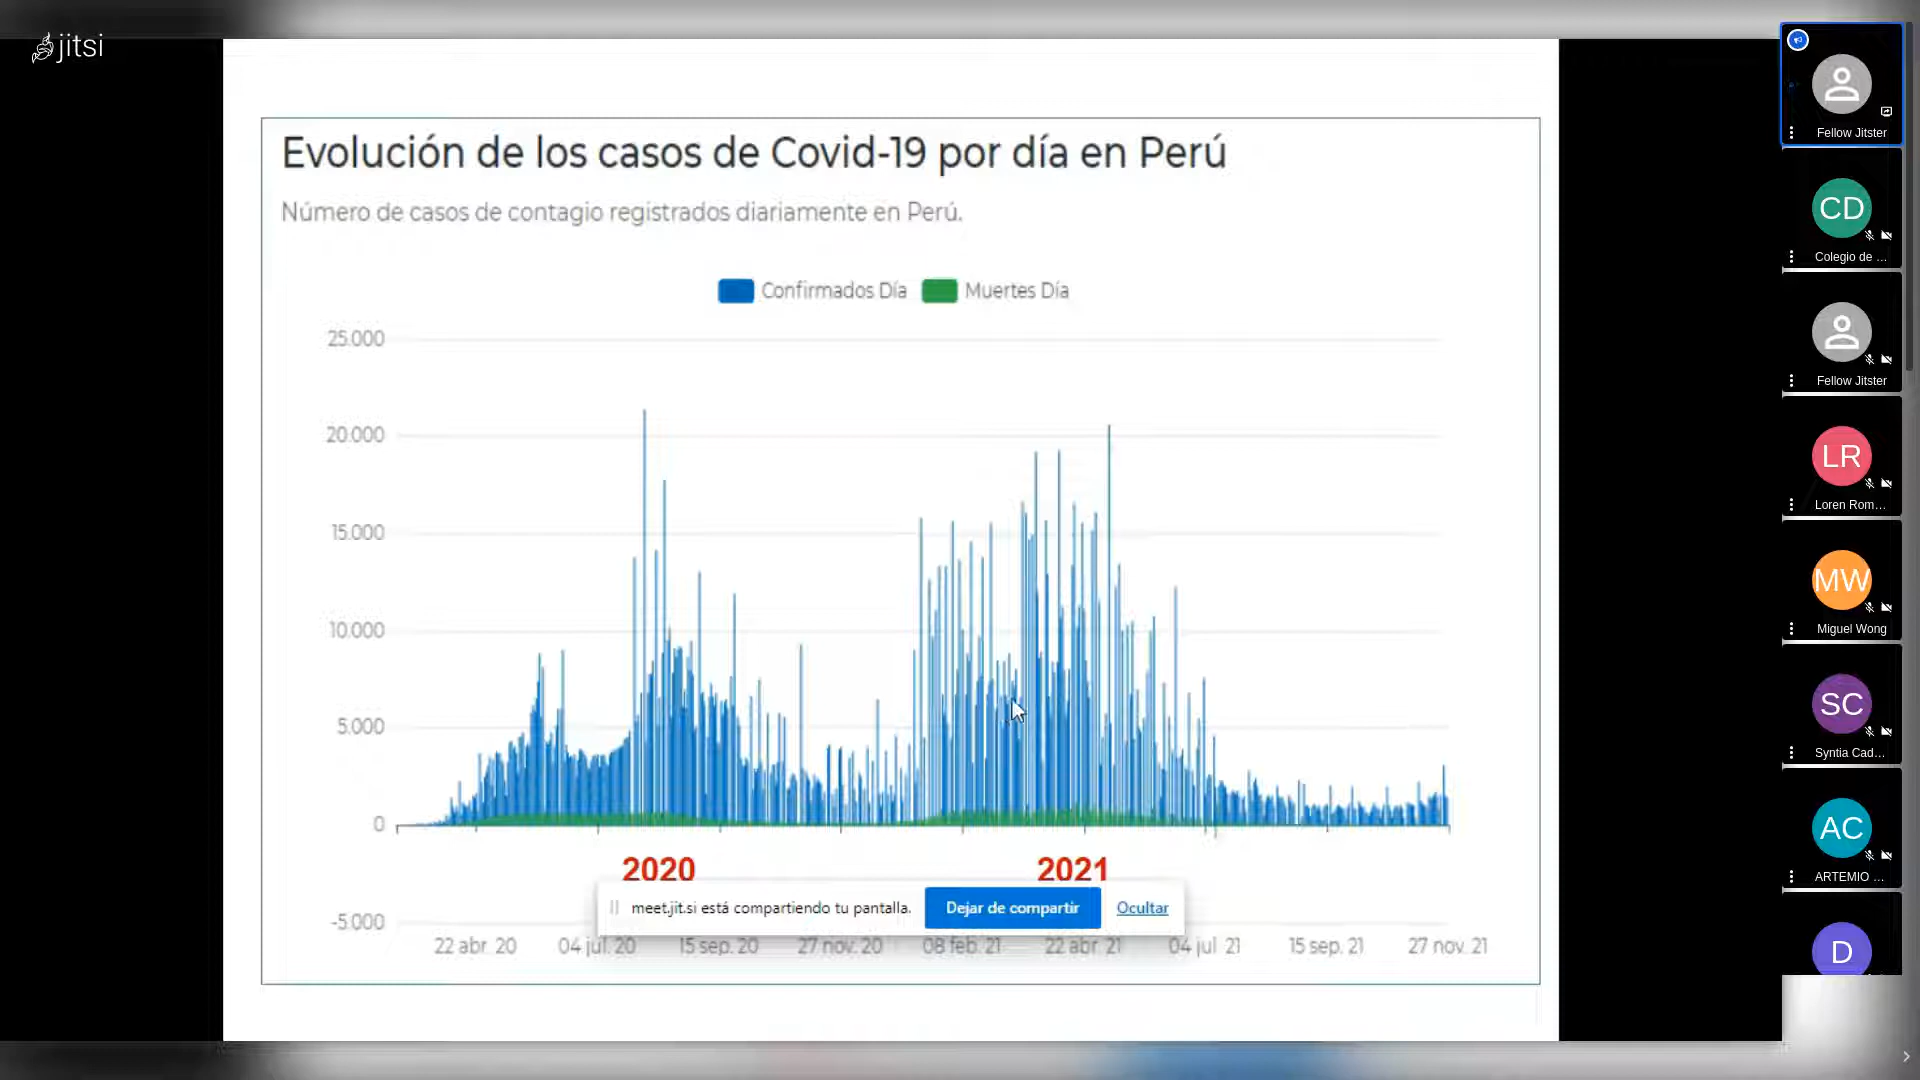 jitsi
Evolución de los casos de Covid-19 por día en Perú
Número de casos de contagio registrados diariamente en Perú.
Confirmados Día
Muertes Día
25.000
20.000
15.000
10.000
5.000
0
-5.000
2020
2021
meet.jit.si está compartiendo tu pantalla.
Dejar de compartir
Ocultar
22 abr. 20
04 jul. 20
15 sep. 20
27 nov. 20
08 feb. 21
22 abr. 21
04 jul 21
15 sep. 21
27 nov. 21
Fellow Jitster
CD
Colegio de ...
Fellow Jitster
LR
Loren Rom...
MW
Miguel Wong
SC
Syntia Cad...
AC
ARTEMIO ...
D